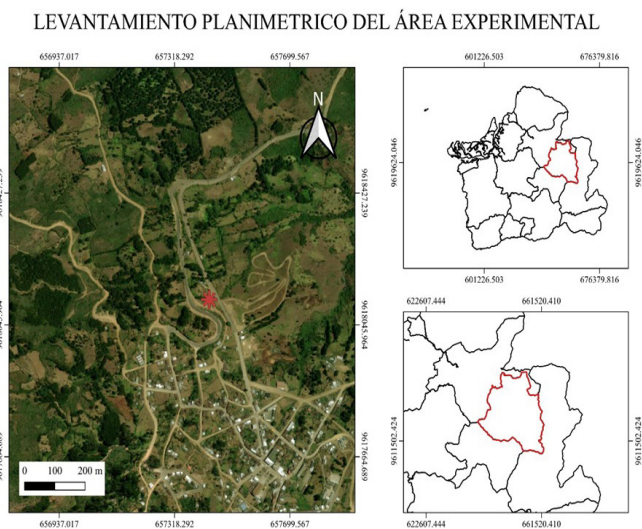 LEVANTAMIENTO PLANIMETRICO DEL ÁREA EXPERIMENTAL
656937.017 657318.292 657699.567
N
9618427.239
9618045.964
9617664.689
0 100 200 m
656937.017 657318.292 657699.567
601226.503 676379.816
9619624.046
9619624.046
601226.503 676379.816
622607.444 661520.410
9611502.424
9611502.424
622607.444 661520.410